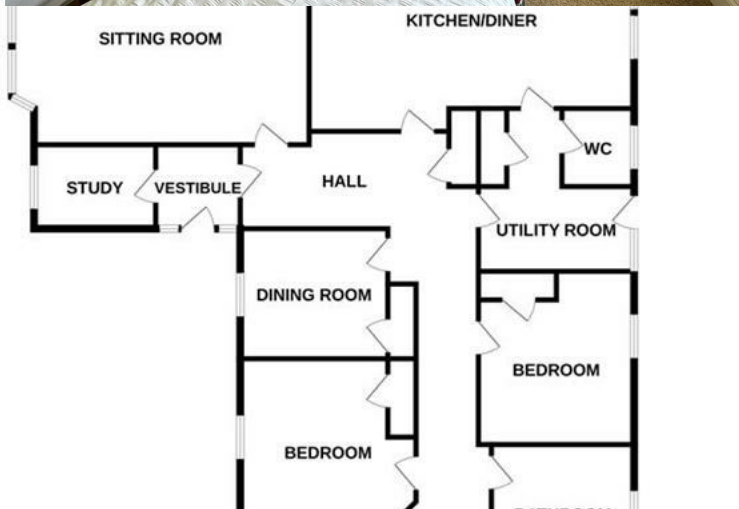 KITCHEN/DINER
SITTING ROOM
WC
STUDY
VESTIBULE
HALL
UTILITY ROOM
DINING ROOM
BEDROOM
BEDROOM